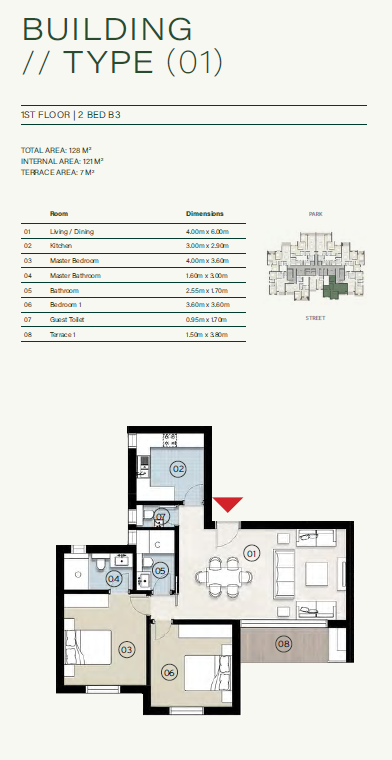 BUILDING
// TYPE (01)
1ST FLOOR | 2 BED B3
TOTAL AREA: 128 M²
INTERNAL AREA: 121 M²
TERRACE AREA: 7 M²
Room Dimensions
01 Living / Dining 4.00m x 6.00m
02 Kitchen 3.00m x 2.90m
03 Master Bedroom 4.00m x 3.60m
04 Master Bathroom 1.60m x 3.00m
05 Bathroom 2.55m x 1.70m
06 Bedroom 1 3.60m x 3.60m
07 Guest Toilet 0.95m x 1.70m
08 Terrace 1 1.50m x 3.80m
PARK
STREET
02
07
C
01
05
04
08
03
06